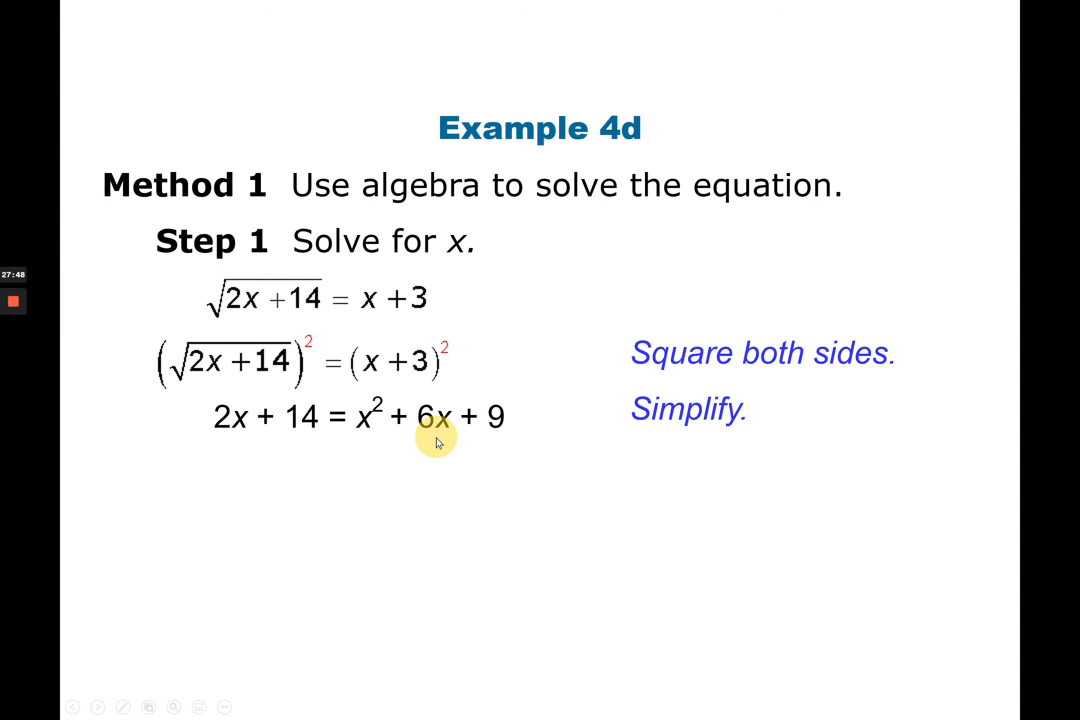 Example 4d
Method 1 Use algebra to solve the equation.
Step 1 Solve for x.
√(2x + 14) = x + 3
(√(2x + 14))² = (x + 3)² Square both sides.
2x + 14 = x² + 6x + 9 Simplify.
27:48